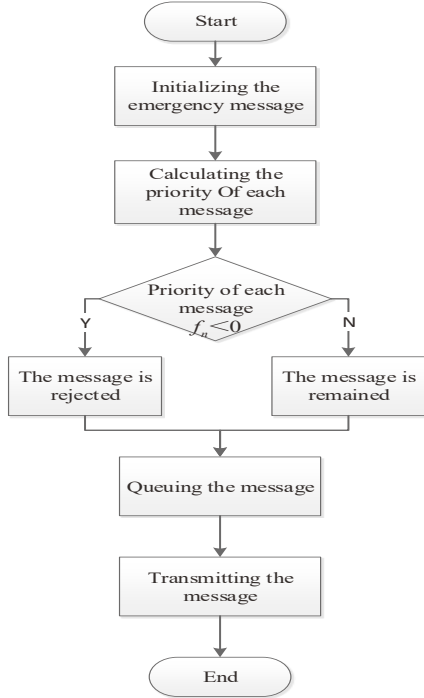 Start
Initializing the
emergency message
Calculating the
priority Of each
message
Priority of each
message
fₙ<0
Y
N
The message is
rejected
The message is
remained
Queuing the message
Transmitting the
message
End